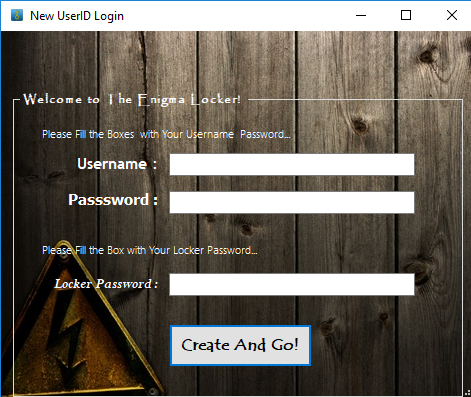 New UserID Login
Welcome to The Enigma Locker!
Please Fill the Boxes with Your Username Password...
Username :
Passsword :
Please Fill the Box with Your Locker Password...
Locker Password :
Create And Go!